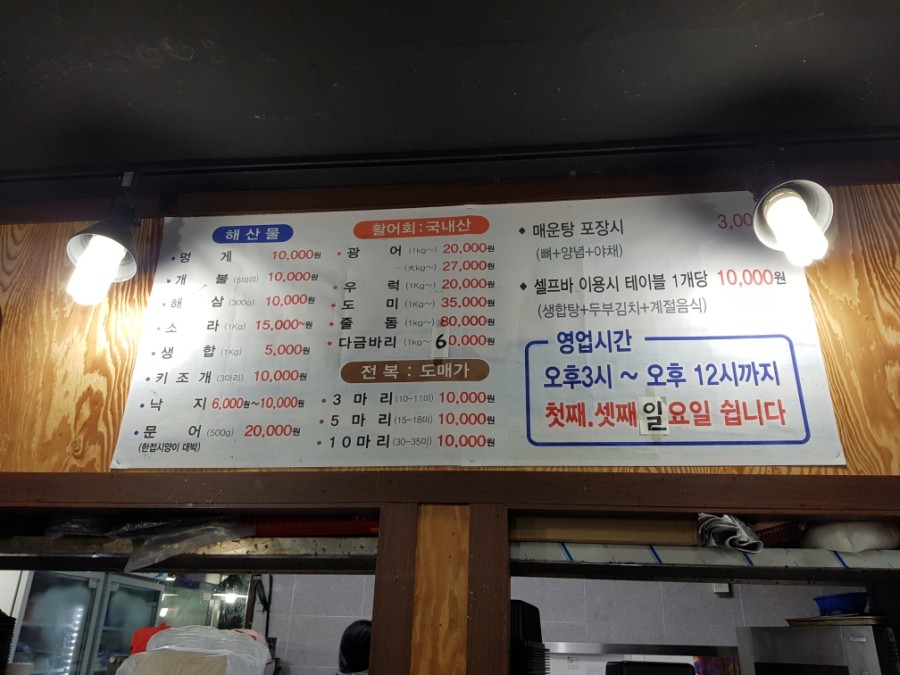 해산물
멍 게 10,000원
개 불 (5마리) 10,000원
해 삼 (300g) 10,000원
소 라 (1Kg) 15,000~원
생 합 (1Kg) 5,000원
키조개 (3마리) 10,000원
낙 지 6,000원~10,000원
문 어 (500g) 20,000원
(한접시양이 대박)
활어회:국내산
광 어 (1kg~) 20,000원
(大kg~) 27,000원
우 럭 (1Kg~) 20,000원
도 미 (1Kg~) 35,000원
줄 돔 (1kg~) 80,000원
다금바리 (1kg~) 60,000원
전복:도매가
3마리 (10~11미) 10,000원
5마리 (15~18미) 10,000원
10마리 (30~35미) 10,000원
매운탕 포장시
(뼈+양념+야채)
셀프바 이용시 테이블 1개당 10,000원
(생합탕+두부김치+계절음식)
영업시간
오후3시 ~ 오후 12시까지
첫째.셋째 일요일 쉽니다